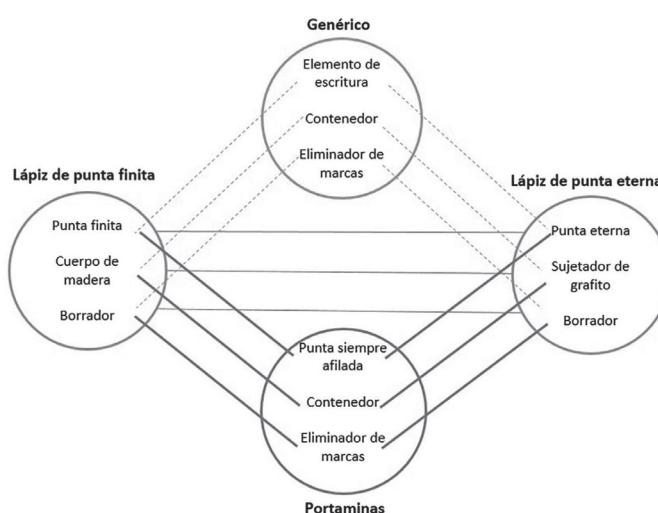 Genérico
Elemento de
escritura
Contenedor
Eliminador de
marcas
Lápiz de punta finita
Punta finita
Cuerpo de
madera
Borrador
Lápiz de punta eterna
Punta eterna
Sujetador de
grafito
Borrador
Punta siempre
afilada
Contenedor
Eliminador de
marcas
Portaminas